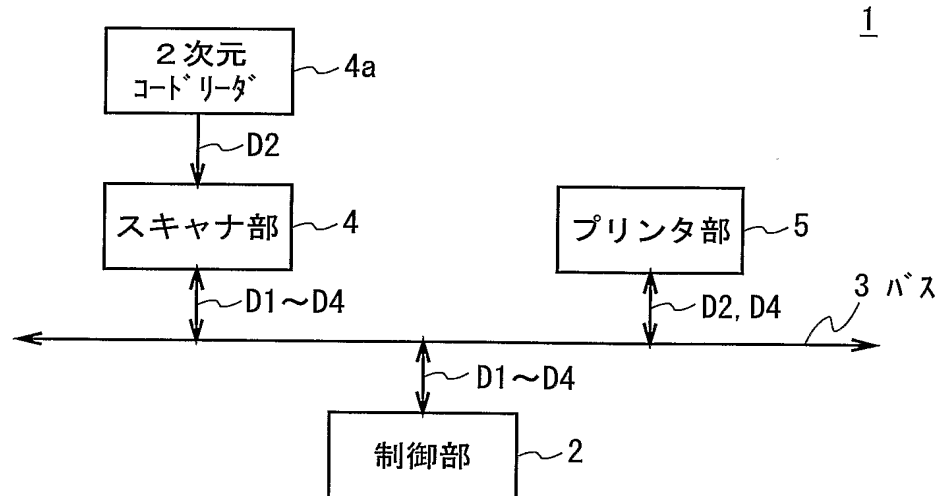 1
２次元
ｺｰﾄﾞﾘｰﾀﾞ
4a
D2
スキャナ部
4
プリンタ部
5
D1～D4
D2, D4
3 ﾊﾞｽ
D1～D4
制御部
2